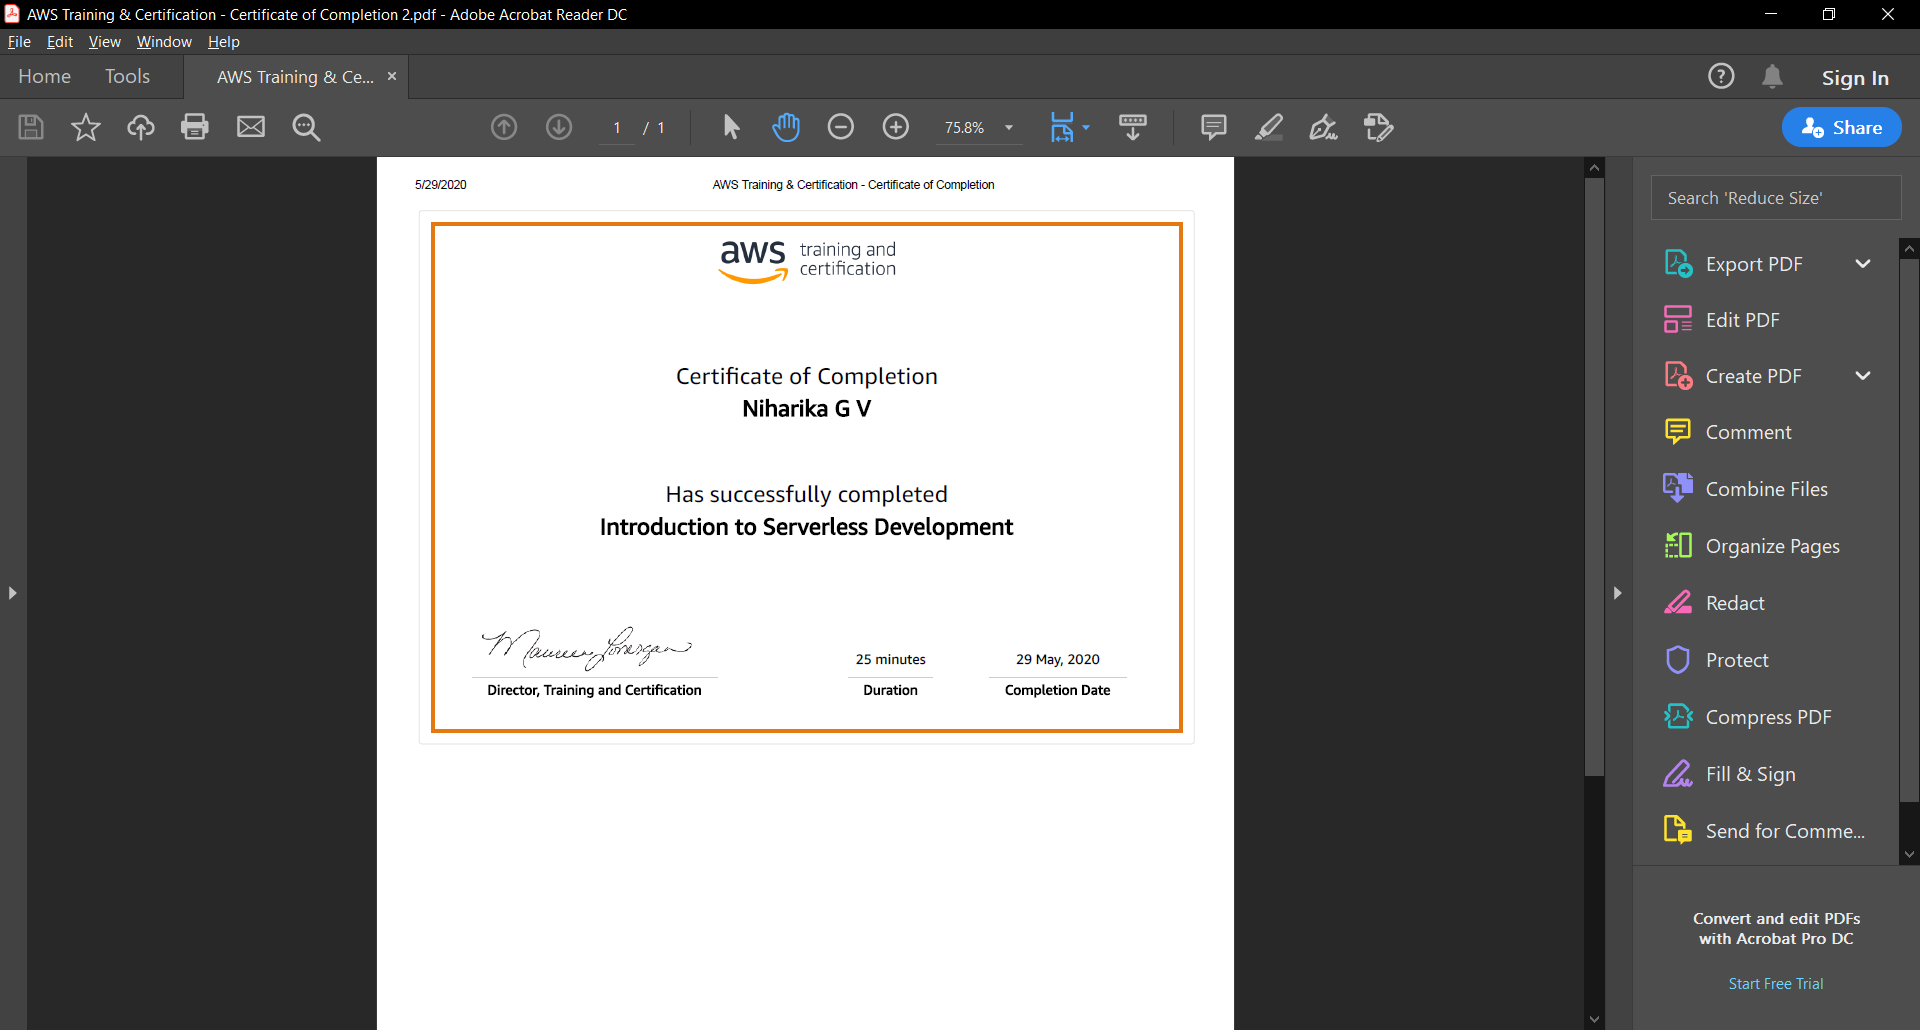 AWS Training & Certification - Certificate of Completion 2.pdf - Adobe Acrobat Reader DC
File Edit View Window Help
Home Tools AWS Training & Ce... × ? Sign In
1 / 1 75.8% Share
5/29/2020 AWS Training & Certification - Certificate of Completion
aws training and
certification
Certificate of Completion
Niharika G V
Has successfully completed
Introduction to Serverless Development
Maureen Lonergan
25 minutes 29 May, 2020
Director, Training and Certification Duration Completion Date
Search 'Reduce Size'
Export PDF
Edit PDF
Create PDF
Comment
Combine Files
Organize Pages
Redact
Protect
Compress PDF
Fill & Sign
Send for Comme...
Convert and edit PDFs
with Acrobat Pro DC
Start Free Trial